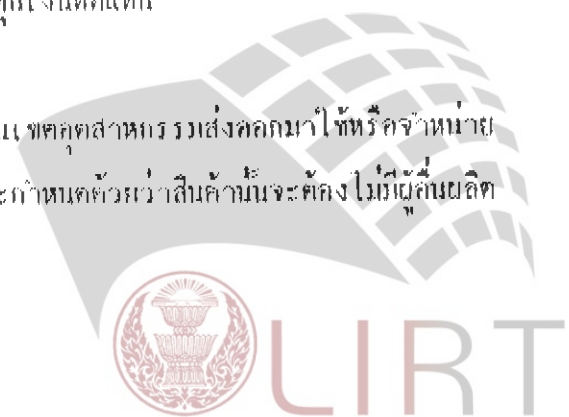 เขตอุตสาหกรรมส่งออกมาใช้หรือจำหน่าย
กำหนดด้วยว่าสินค้านั้นจะต้องไม่มีผู้อื่นผลิต
LIRT